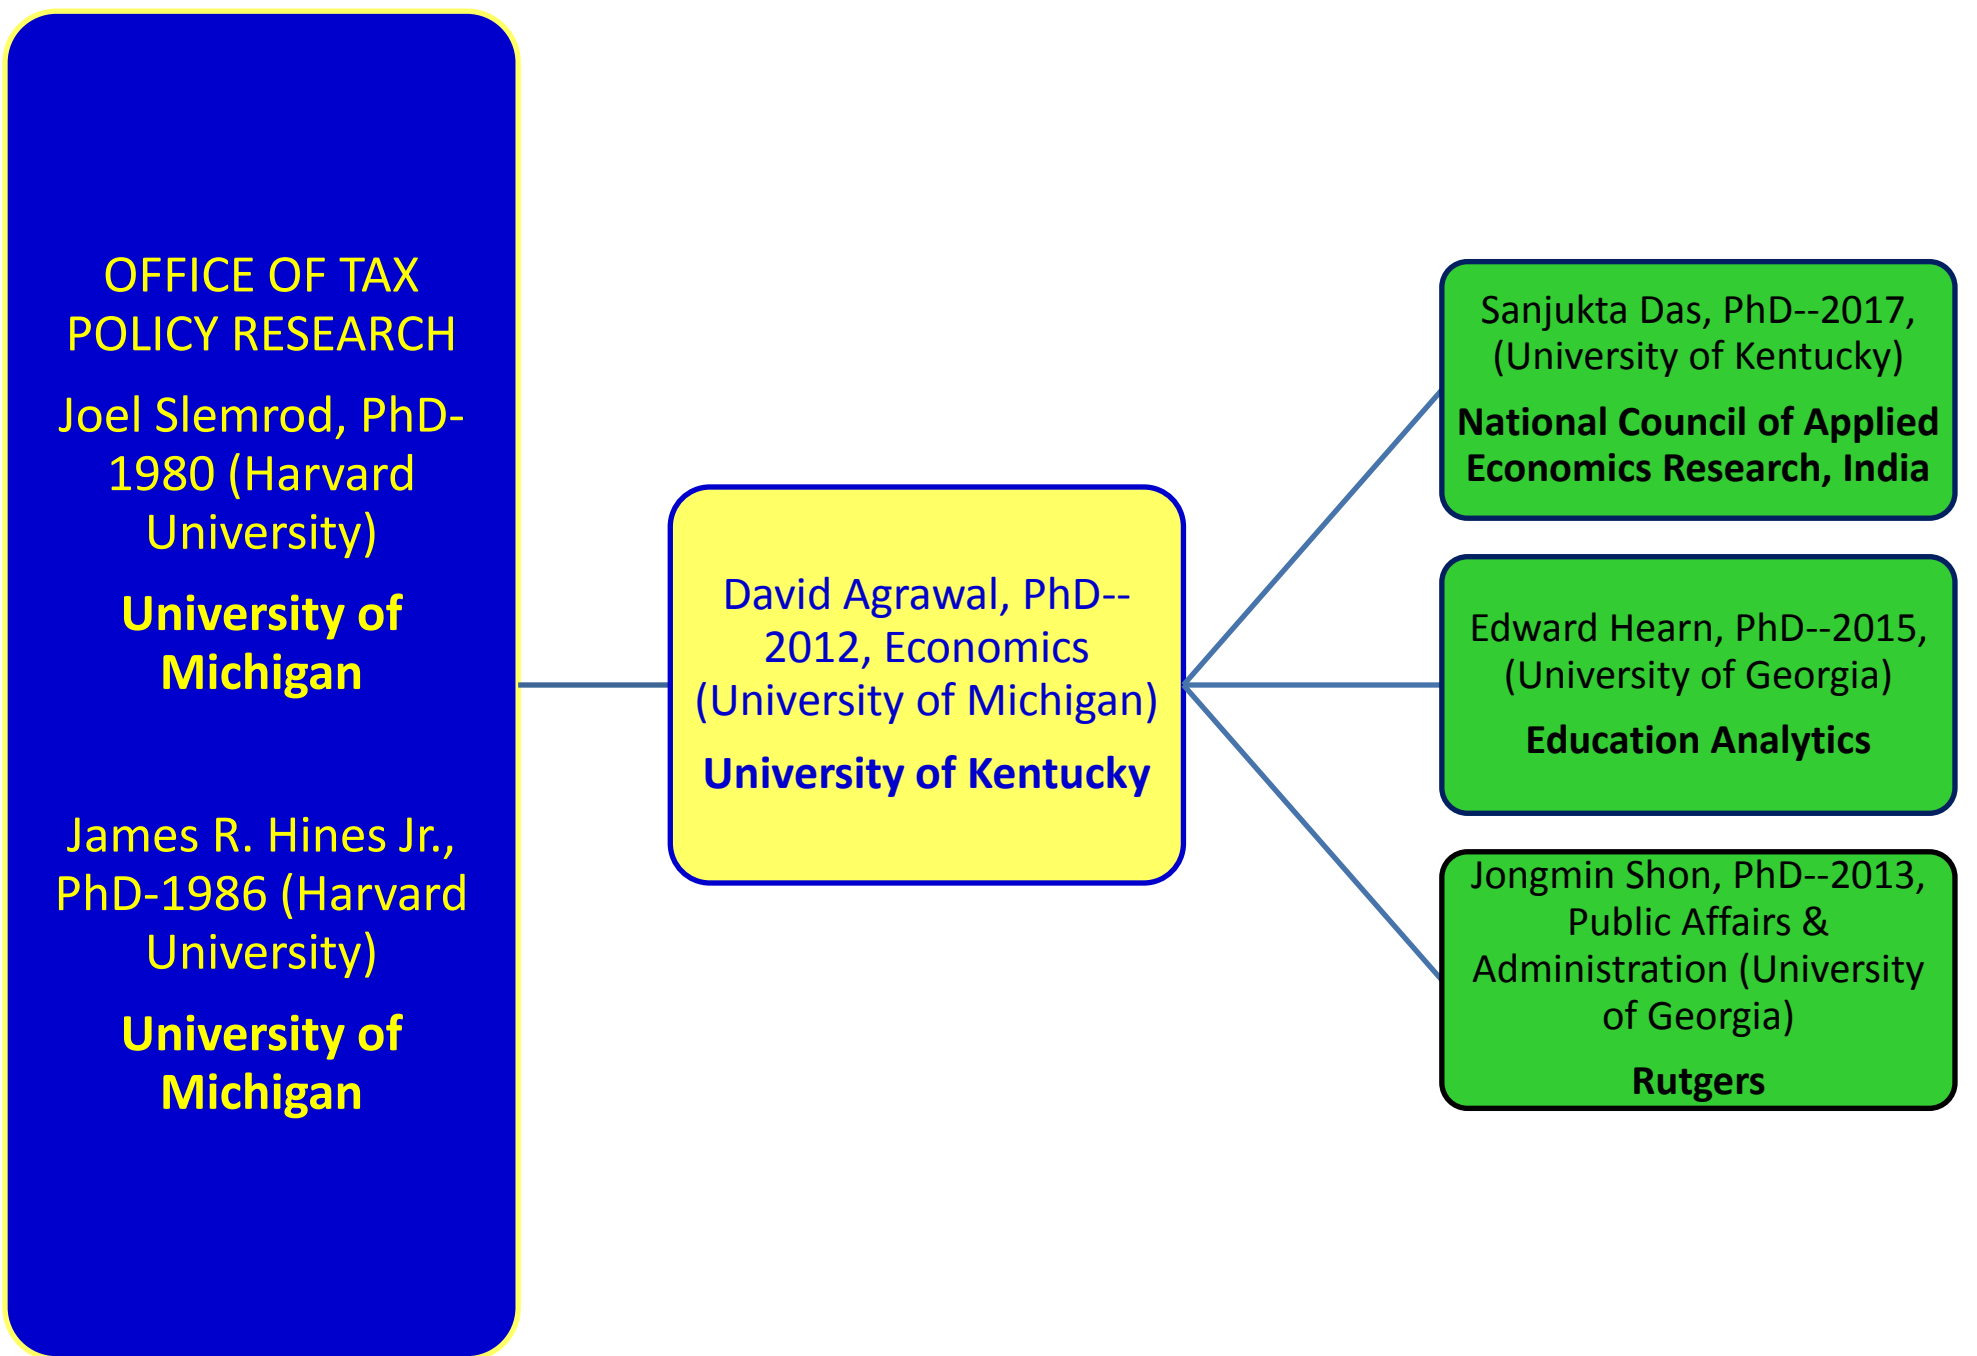 OFFICE OF TAX
POLICY RESEARCH
Joel Slemrod, PhD-
1980 (Harvard
University)
University of
Michigan
James R. Hines Jr.,
PhD-1986 (Harvard
University)
University of
Michigan
David Agrawal, PhD--
2012, Economics
(University of Michigan)
University of Kentucky
Sanjukta Das, PhD--2017,
(University of Kentucky)
National Council of Applied
Economics Research, India
Edward Hearn, PhD--2015,
(University of Georgia)
Education Analytics
Jongmin Shon, PhD--2013,
Public Affairs &
Administration (University
of Georgia)
Rutgers